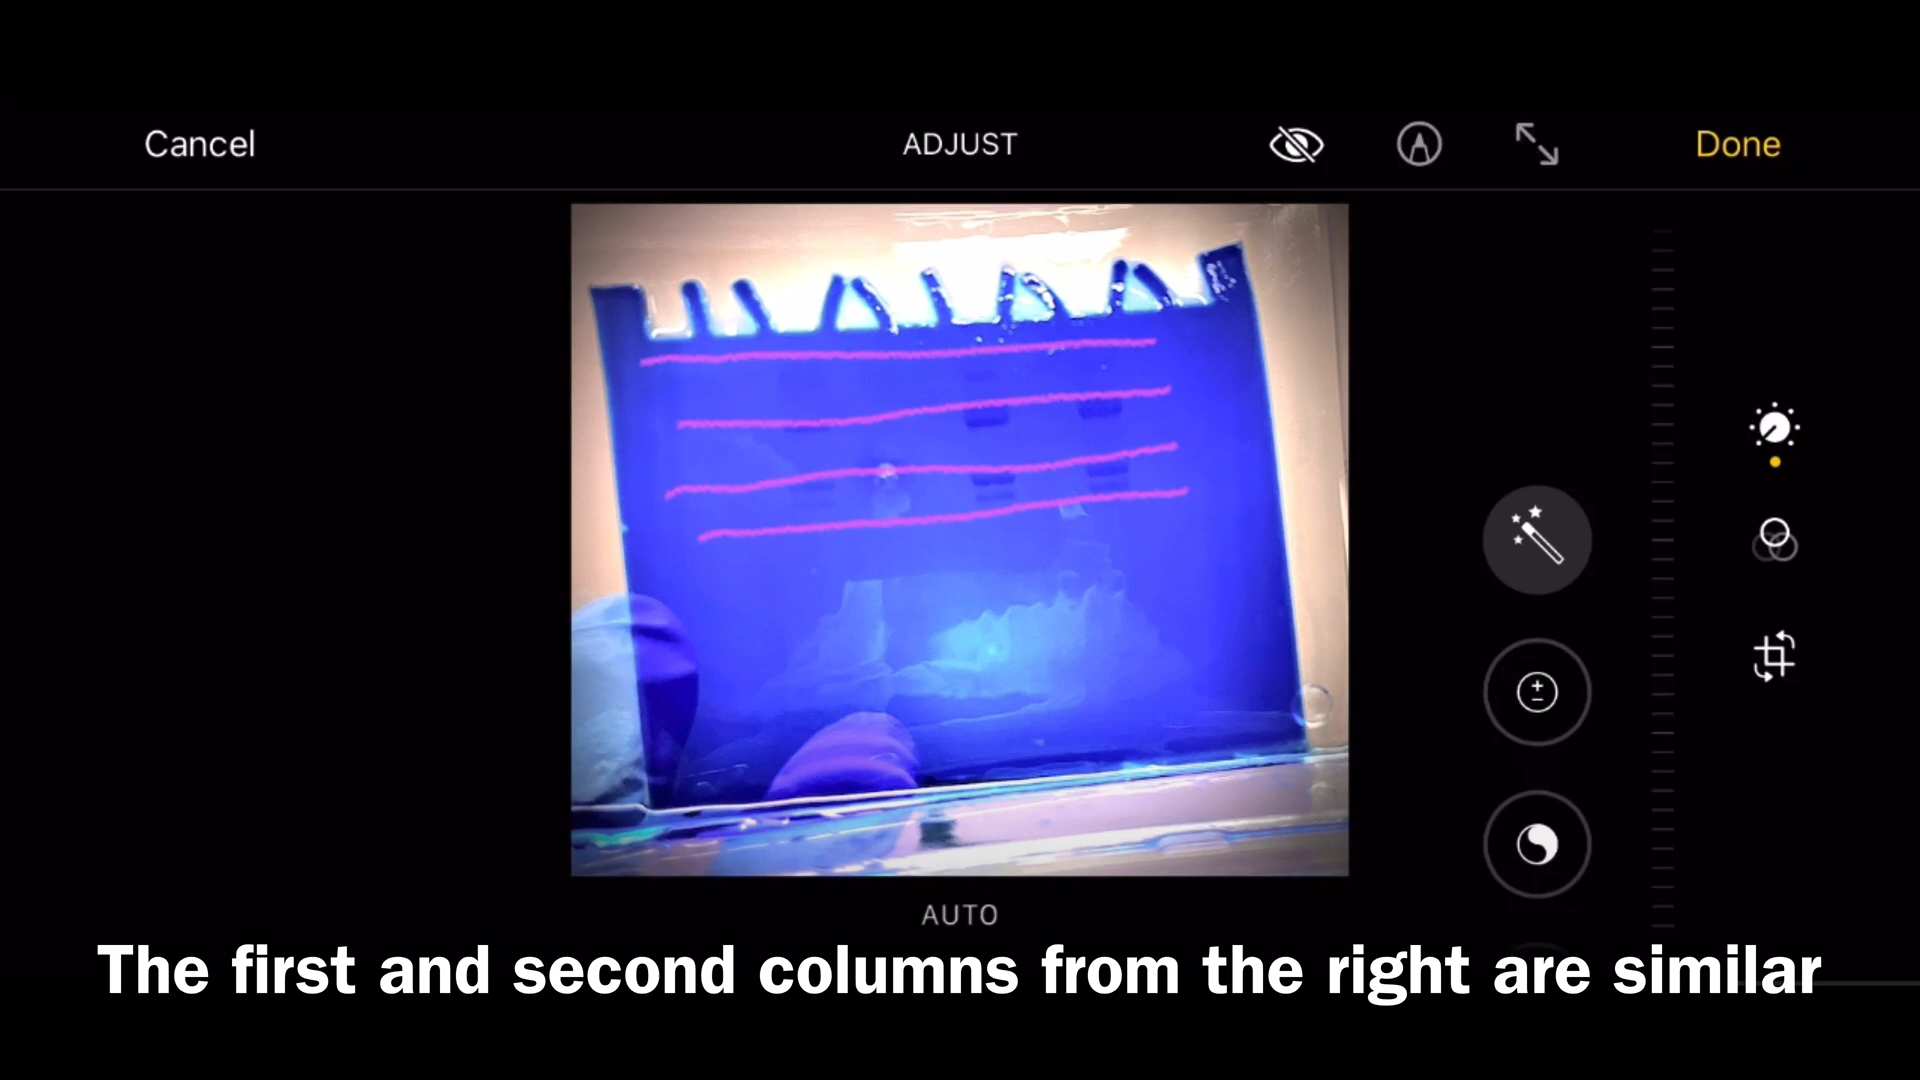 Cancel
ADJUST
Done
AUTO
The first and second columns from the right are similar